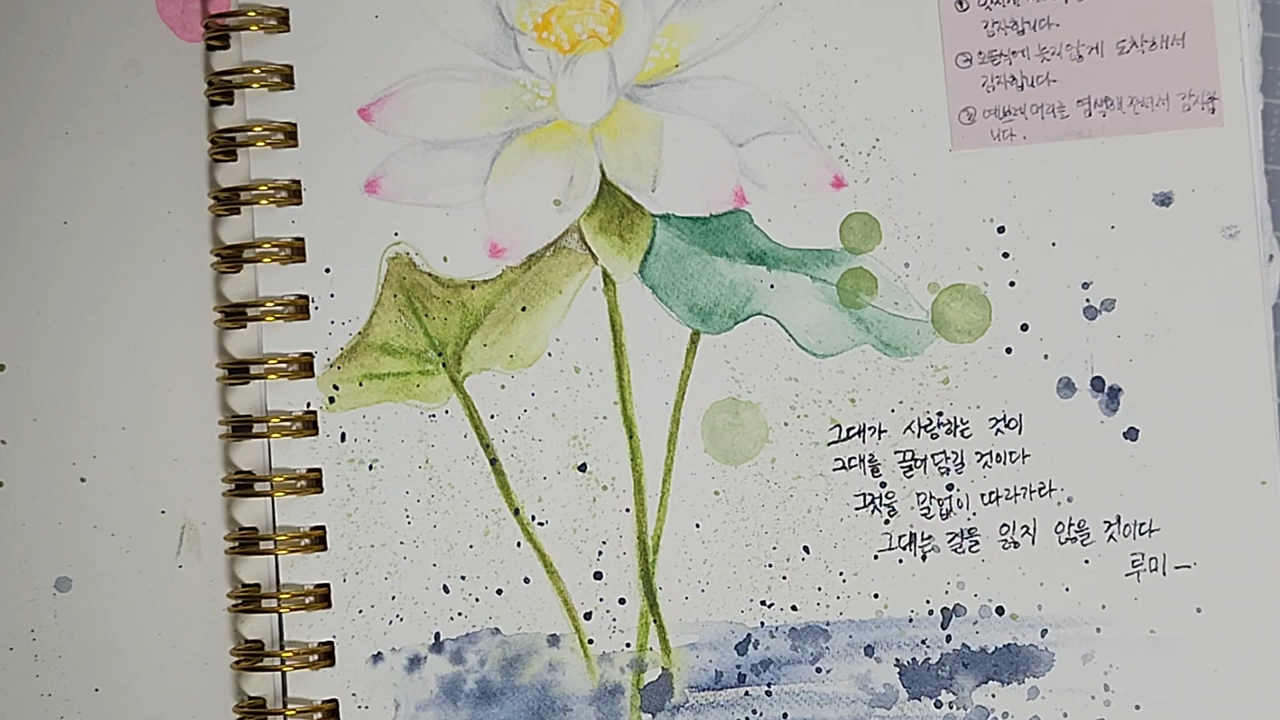 감사합니다.
② 오늘식에 늦지않게 도착해서
감사합니다.
③ 예쁘게 머리를 염색해 주셔서 감사합
니다.
그대가 사랑하는 것이
그대를 끌어당길 것이다
그것을 말없이 따라가라.
그대는 길을 잃지 않을 것이다
루미 —